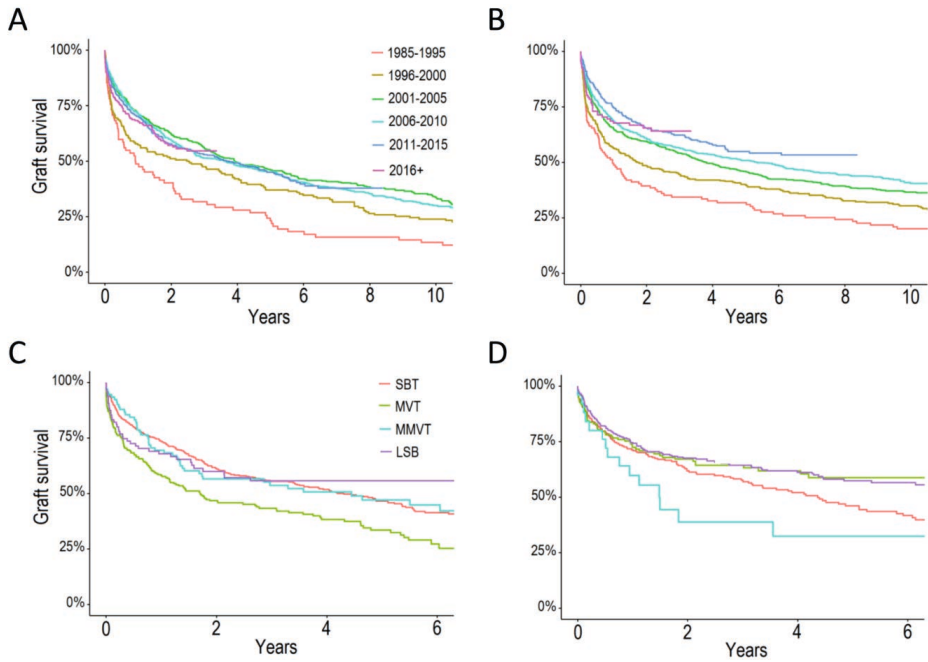 A
100%
75%
50%
25%
0%
Graft survival
0 2 4 6 8 10
Years
1985-1995
1996-2000
2001-2005
2006-2010
2011-2015
2016+
B
100%
75%
50%
25%
0%
0 2 4 6 8 10
Years
C
100%
75%
50%
25%
0%
Graft survival
0 2 4 6
Years
SBT
MVT
MMVT
LSB
D
100%
75%
50%
25%
0%
0 2 4 6
Years